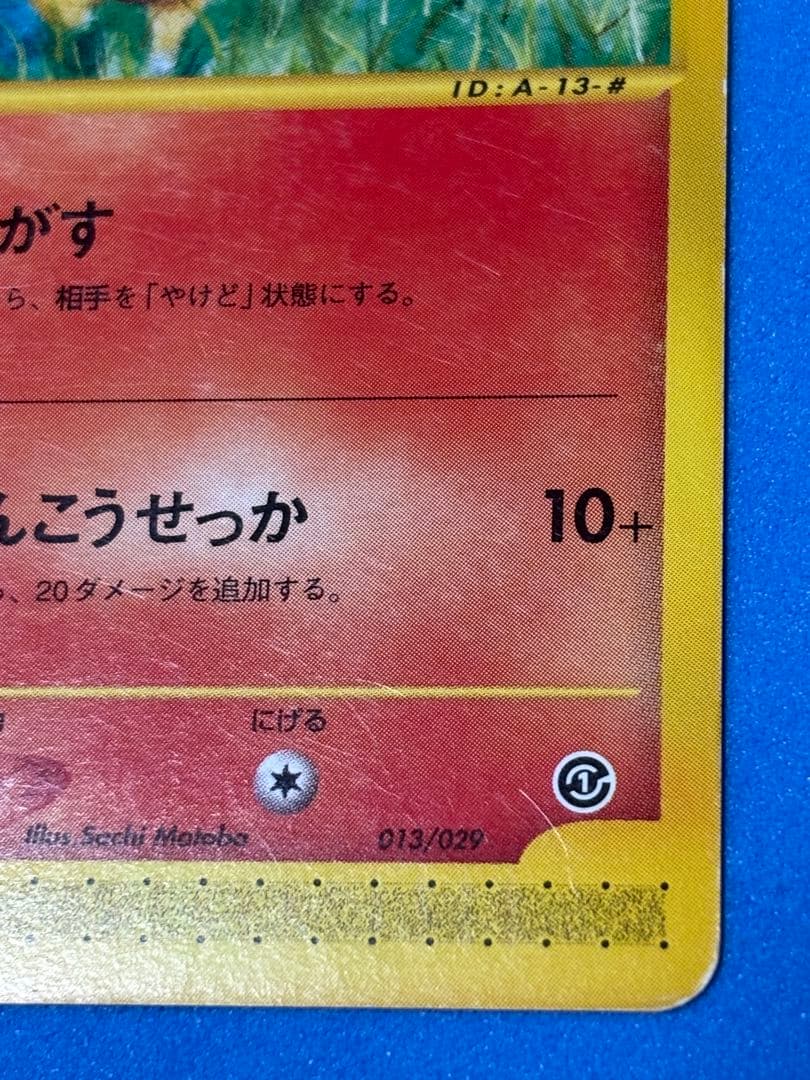 ID:A-13-#
がす
ら、相手を「やけど」状態にする。
んこうせっか 10+
、20ダメージを追加する。
にげる
1
Illus.Sachi Matoba 013/029